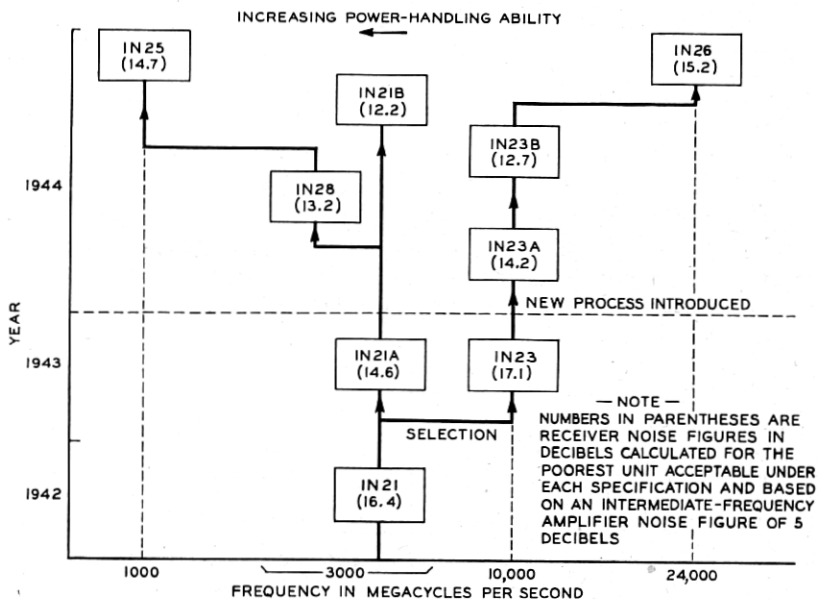 INCREASING POWER-HANDLING ABILITY
IN25
(14.7)
IN21B
(12.2)
IN26
(15.2)
IN23B
(12.7)
1944
IN28
(13.2)
IN23A
(14.2)
NEW PROCESS INTRODUCED
YEAR
1943
IN21A
(14.6)
IN23
(17.1)
SELECTION
— NOTE —
NUMBERS IN PARENTHESES ARE
RECEIVER NOISE FIGURES IN
DECIBELS CALCULATED FOR THE
POOREST UNIT ACCEPTABLE UNDER
EACH SPECIFICATION AND BASED
ON AN INTERMEDIATE-FREQUENCY
AMPLIFIER NOISE FIGURE OF 5
DECIBELS
1942
IN21
(16.4)
1000
3000
10,000
24,000
FREQUENCY IN MEGACYCLES PER SECOND